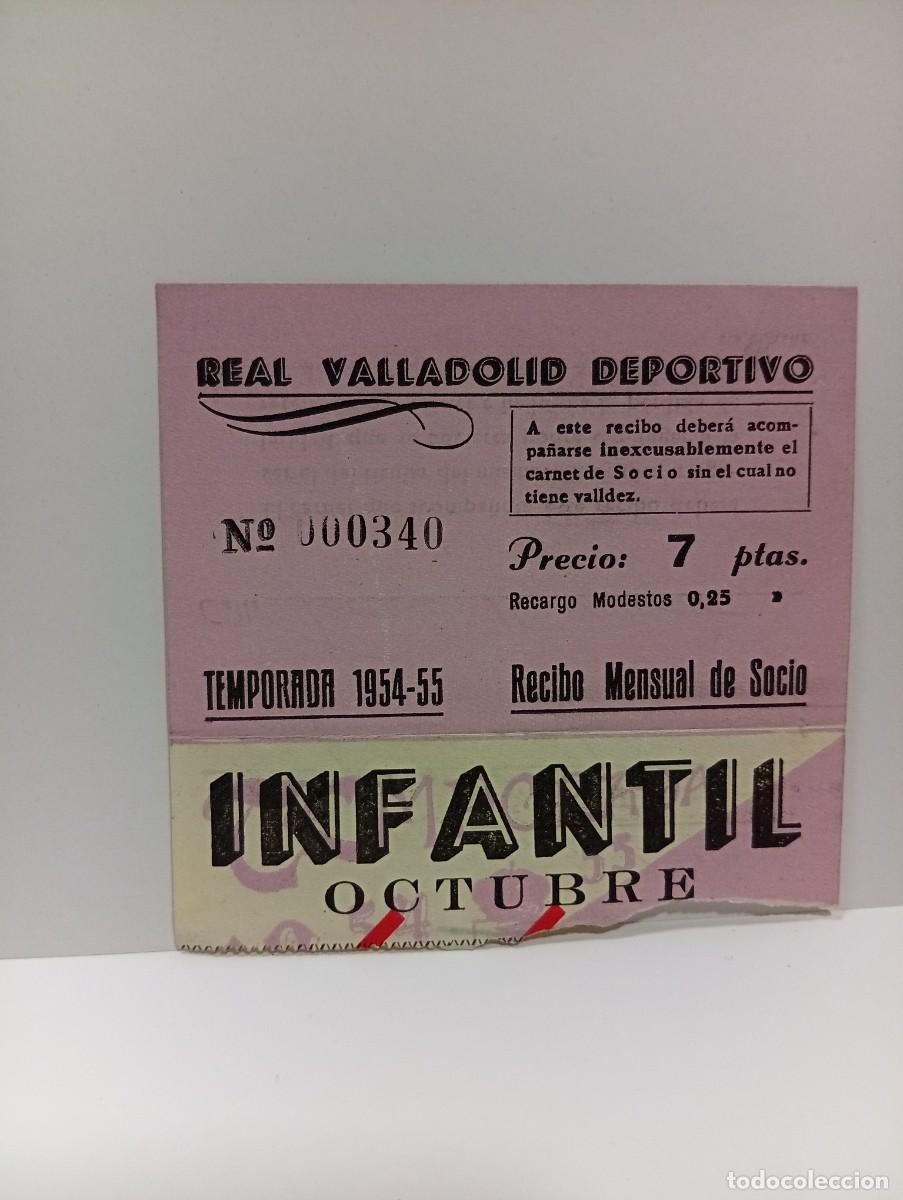 REAL VALLADOLID DEPORTIVO
A este recibo deberá acom-
pañarse inexcusablemente el
carnet de Socio sin el cual no
tiene valldez.
Nº 000340
Precio: 7 ptas.
Recargo Modestos 0,25 »
TEMPORADA 1954-55
Recibo Mensual de Socio
INFANTIL
OCTUBRE
todocoleccion